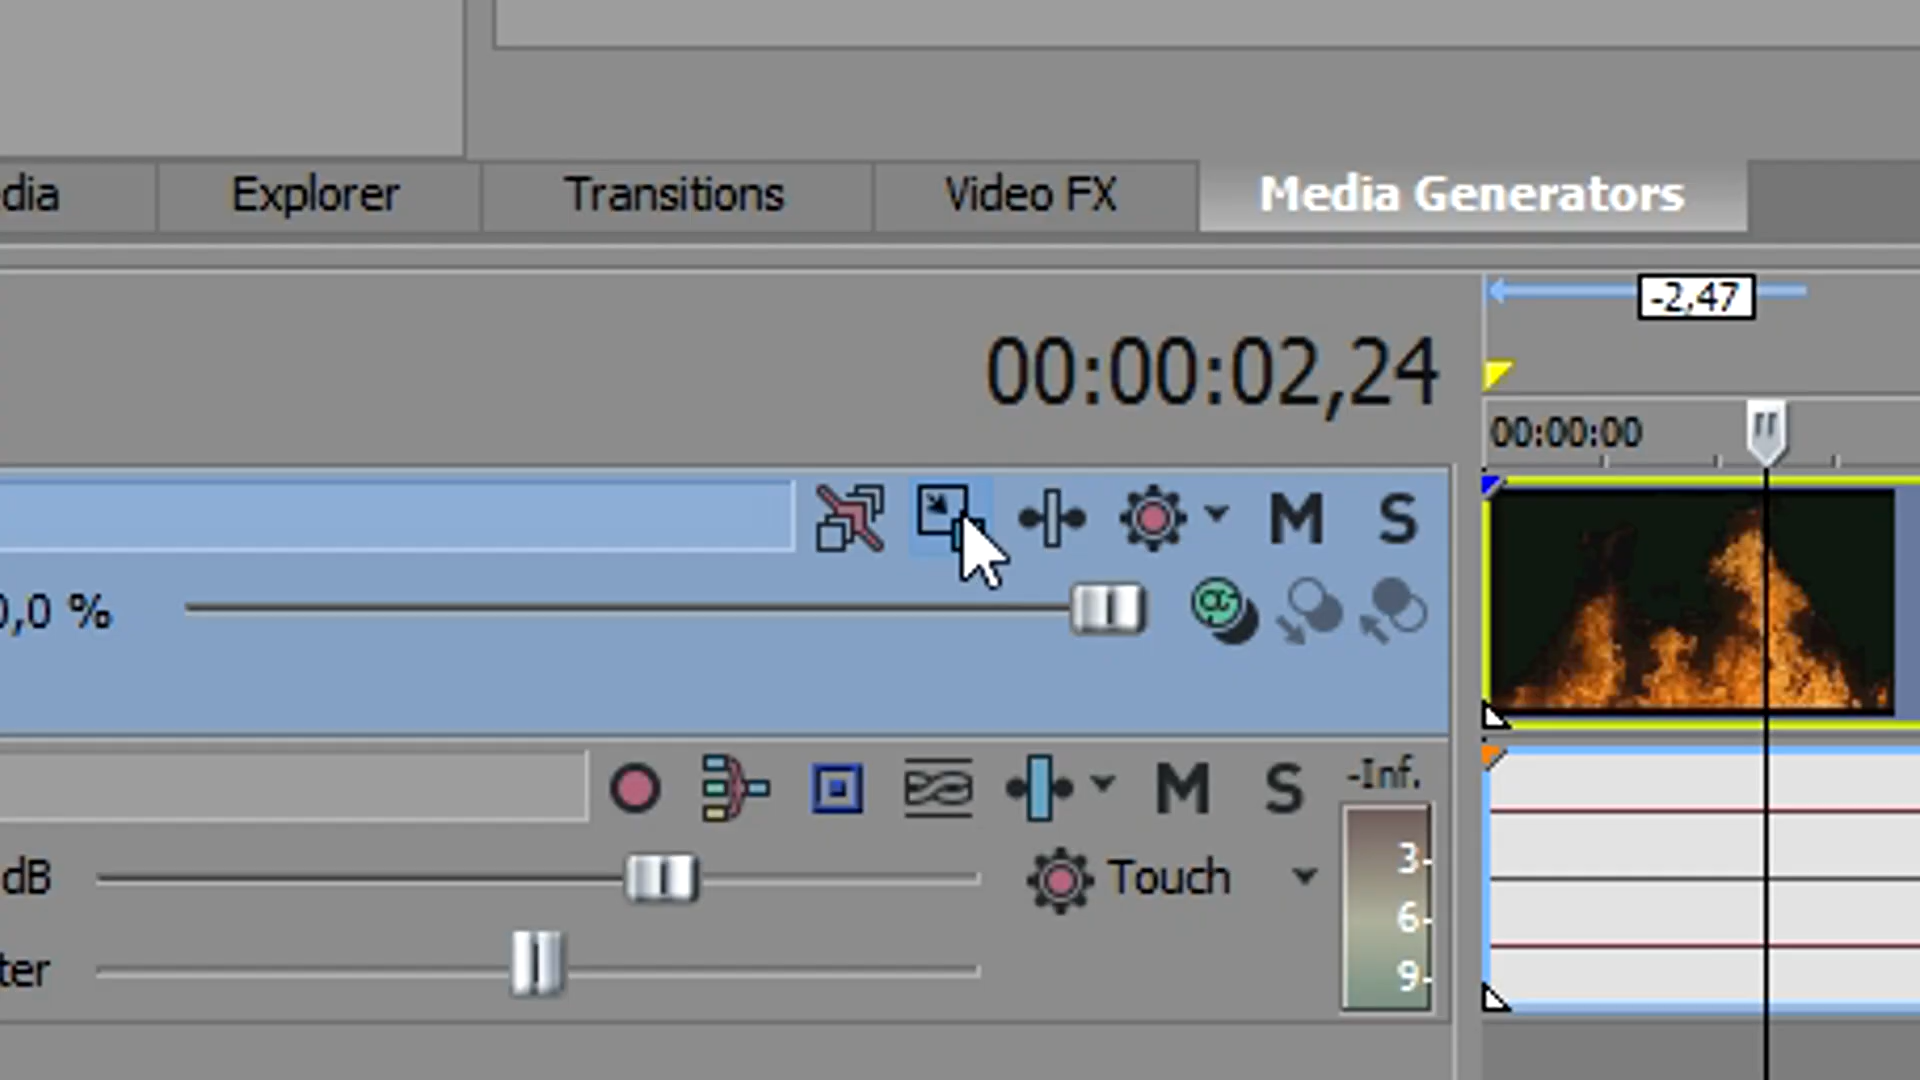 dia Explorer Transitions Video FX Media Generators
-2,47
00:00:02,24
00:00:00
M S
0,0 %
M S -Inf.
dB Touch 3-
6-
ter 9-